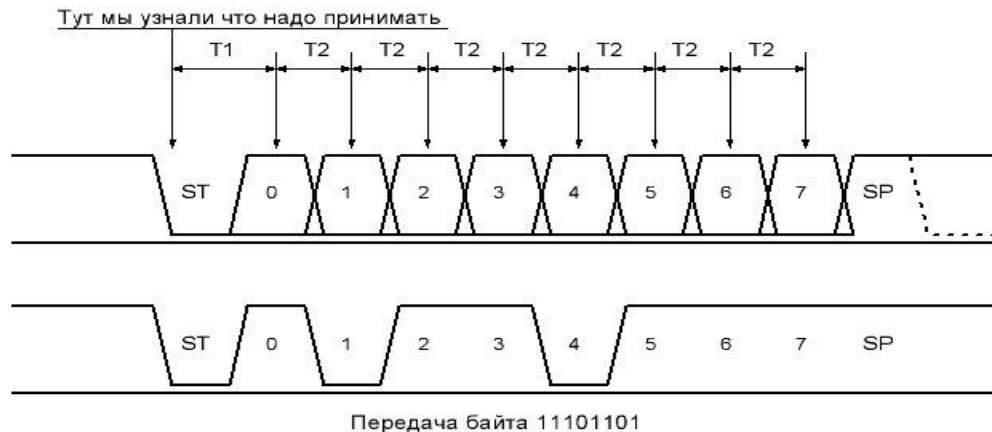 Тут мы узнали что надо принимать
T1 T2 T2 T2 T2 T2 T2 T2
ST 0 1 2 3 4 5 6 7 SP
ST 0 1 2 3 4 5 6 7 SP
Передача байта 11101101